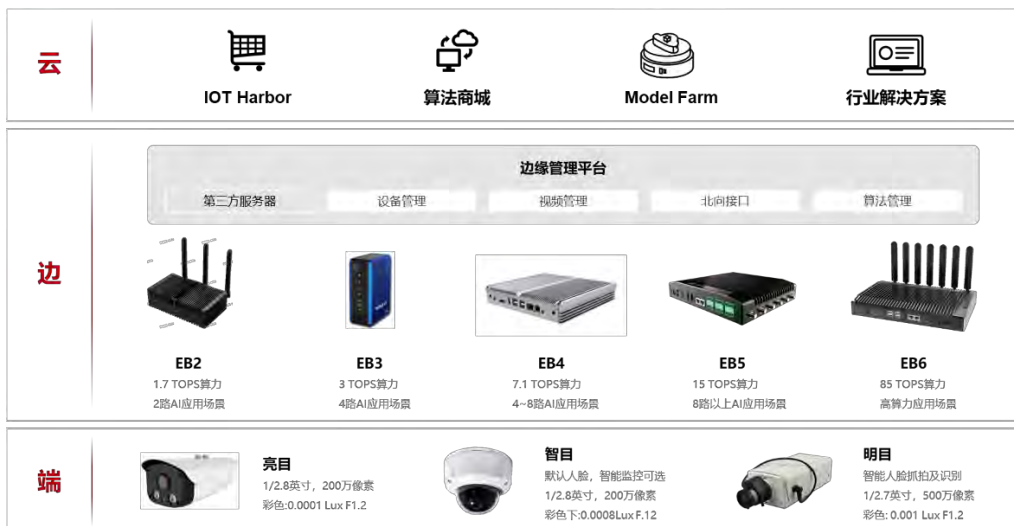 云
IOT Harbor
算法商城
Model Farm
行业解决方案
边
边缘管理平台
第三方服务器
设备管理
视频管理
北向接口
算法管理
EB2
1.7 TOPS算力
2路AI应用场景
EB3
3 TOPS算力
4路AI应用场景
EB4
7.1 TOPS算力
4~8路AI应用场景
EB5
15 TOPS算力
8路以上AI应用场景
EB6
85 TOPS算力
高算力应用场景
端
亮目
1/2.8英寸，200万像素
彩色:0.0001 Lux F1.2
智目
默认人脸，智能监控可选
1/2.8英寸，200万像素
彩色下:0.0008Lux F.12
明目
智能人脸抓拍及识别
1/2.7英寸，500万像素
彩色: 0.001 Lux F1.2